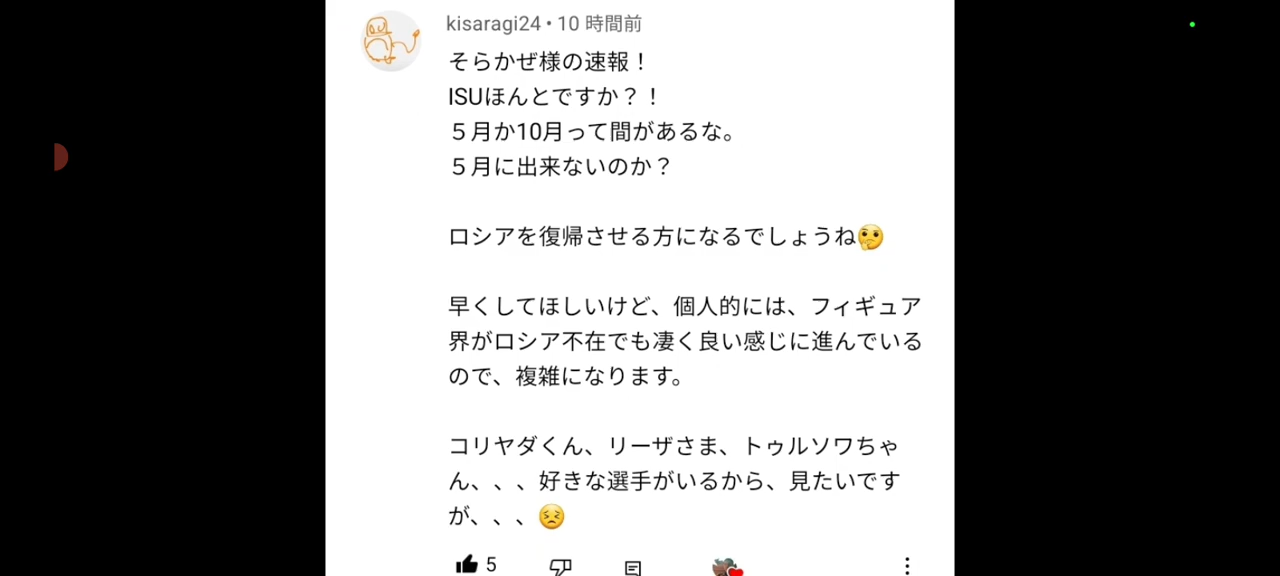 kisaragi24 • 10 時間前
そらかぜ様の速報！
ISUほんとですか？！
５月か10月って間があるな。
５月に出来ないのか？
ロシアを復帰させる方になるでしょうね🤔
早くしてほしいけど、個人的には、フィギュア
界がロシア不在でも凄く良い感じに進んでいる
ので、複雑になります。
コリヤダくん、リーザさま、トゥルソワちゃ
ん、、、好きな選手がいるから、見たいです
が、、、😣
5